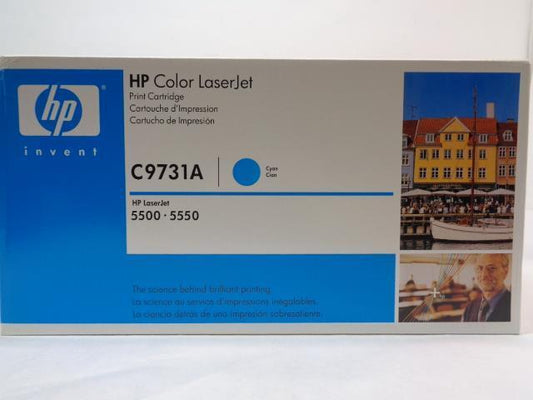 hp
invent
HP Color LaserJet
Print Cartridge
Cartouche d'Impression
Cartucho de Impresión
C9731A
Cyan
Cian
HP LaserJet
5500 · 5550
The science behind brilliant printing.
La science au service d'impressions inégalables.
La ciencia detrás de una impresión sobresaliente.